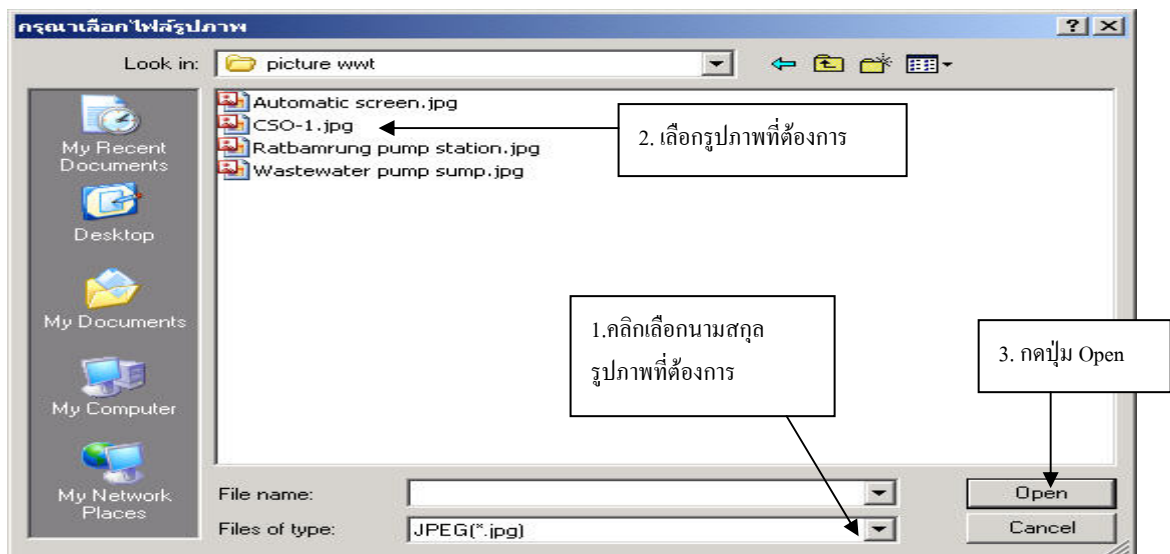 กรุณาเลือกไฟล์รูปภาพ
Look in: picture wwt
Automatic screen.jpg
CSO-1.jpg
Ratbamrung pump station.jpg
Wastewater pump sump.jpg
2. เลือกรูปภาพที่ต้องการ
My Recent
Documents
Desktop
My Documents
My Computer
My Network
Places
1.คลิกเลือกนามสกุล
รูปภาพที่ต้องการ
3. กดปุ่ม Open
File name:
Open
Files of type: JPEG(*.jpg)
Cancel